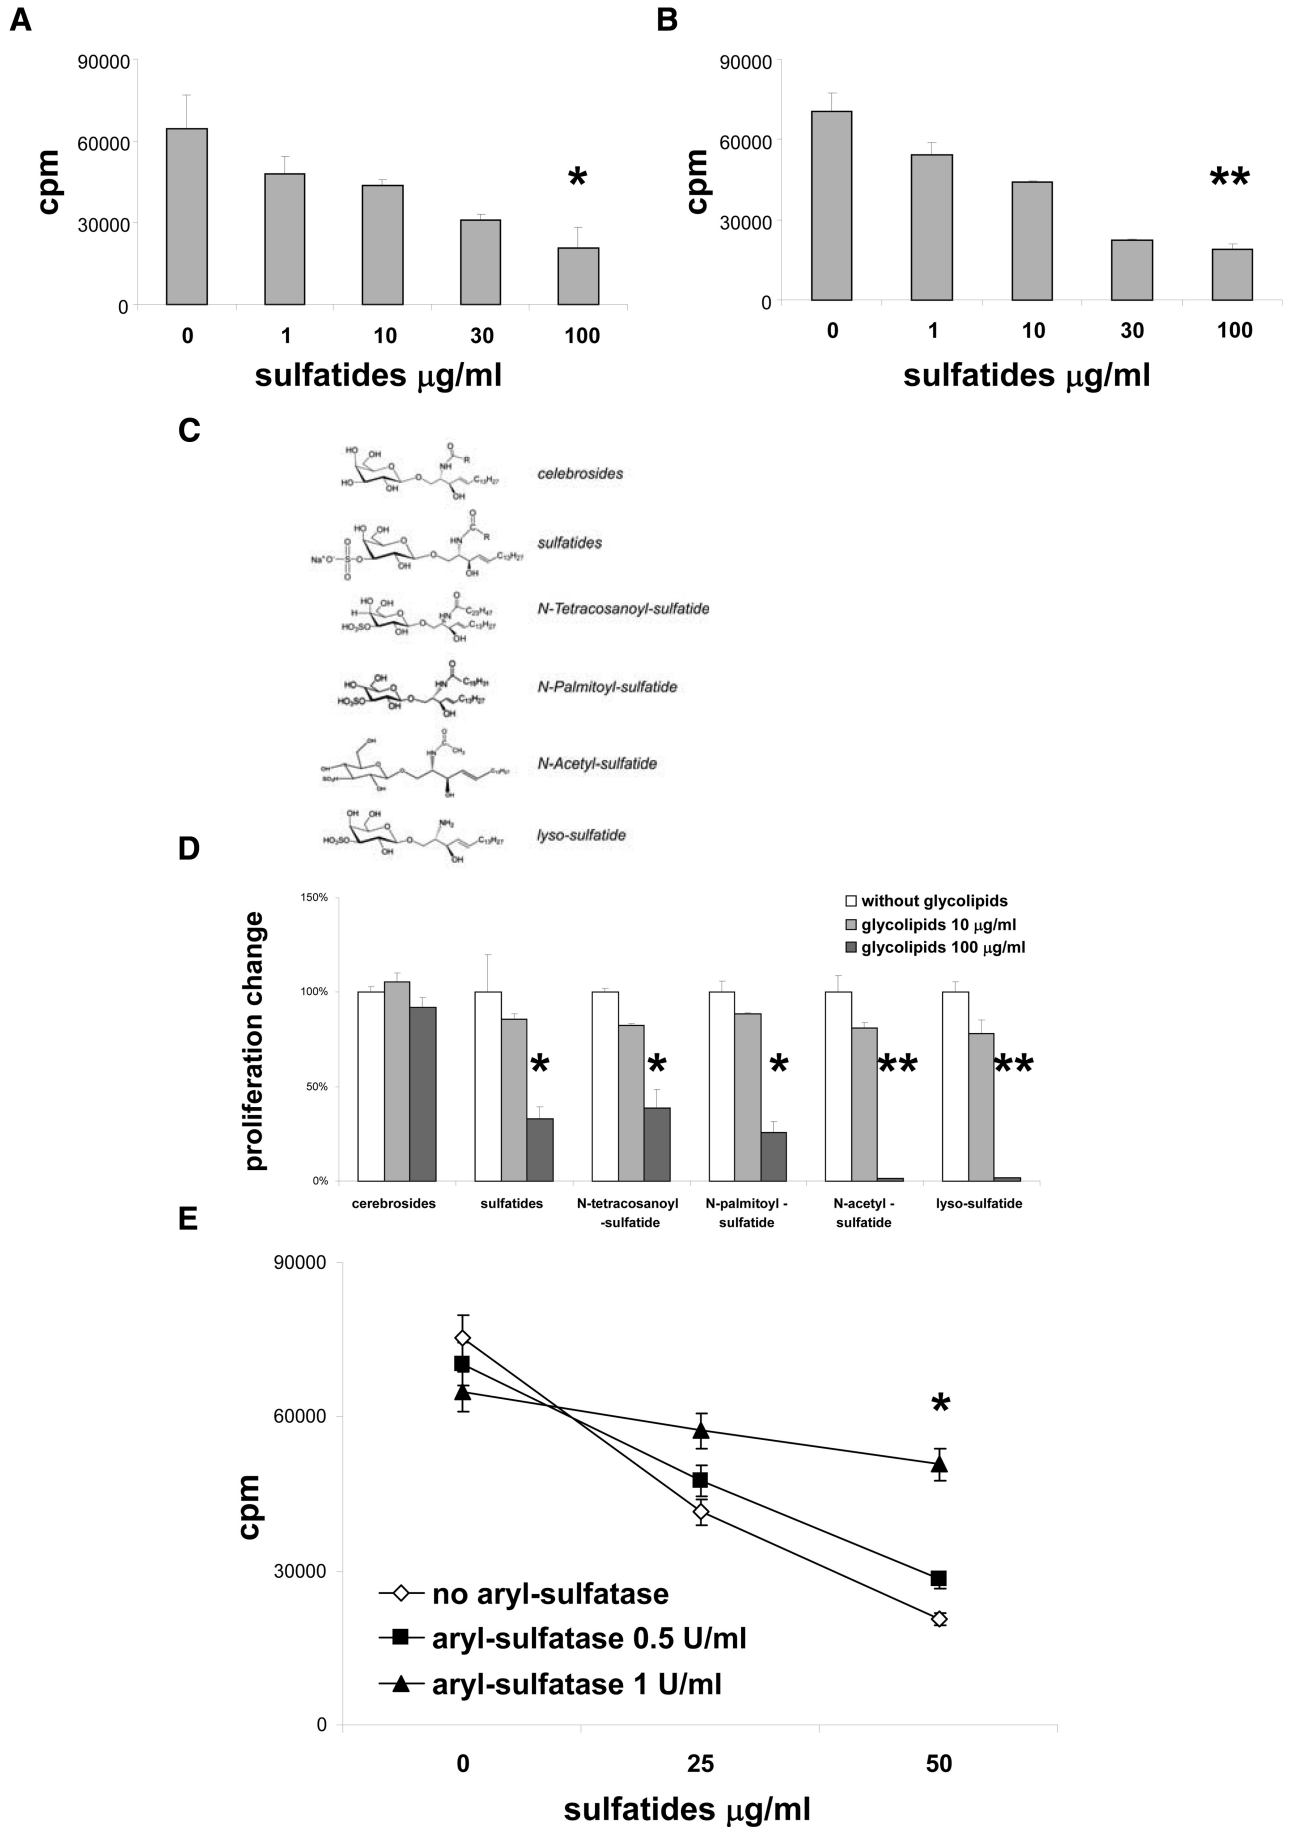 A
90000
60000
30000
0
cpm
*
0 1 10 30 100
sulfatides μg/ml
B
90000
60000
30000
0
cpm
**
0 1 10 30 100
sulfatides μg/ml
C
celebrosides
sulfatides
N-Tetracosanoyl-sulfatide
N-Palmitoyl-sulfatide
N-Acetyl-sulfatide
lyso-sulfatide
D
150%
100%
50%
0%
proliferation change
without glycolipids
glycolipids 10 μg/ml
glycolipids 100 μg/ml
* * * ** **
cerebrosides sulfatides N-tetracosanoyl N-palmitoyl - N-acetyl - lyso-sulfatide
-sulfatide sulfatide sulfatide
E
90000
60000
30000
0
cpm
*
no aryl-sulfatase
aryl-sulfatase 0.5 U/ml
aryl-sulfatase 1 U/ml
0 25 50
sulfatides μg/ml